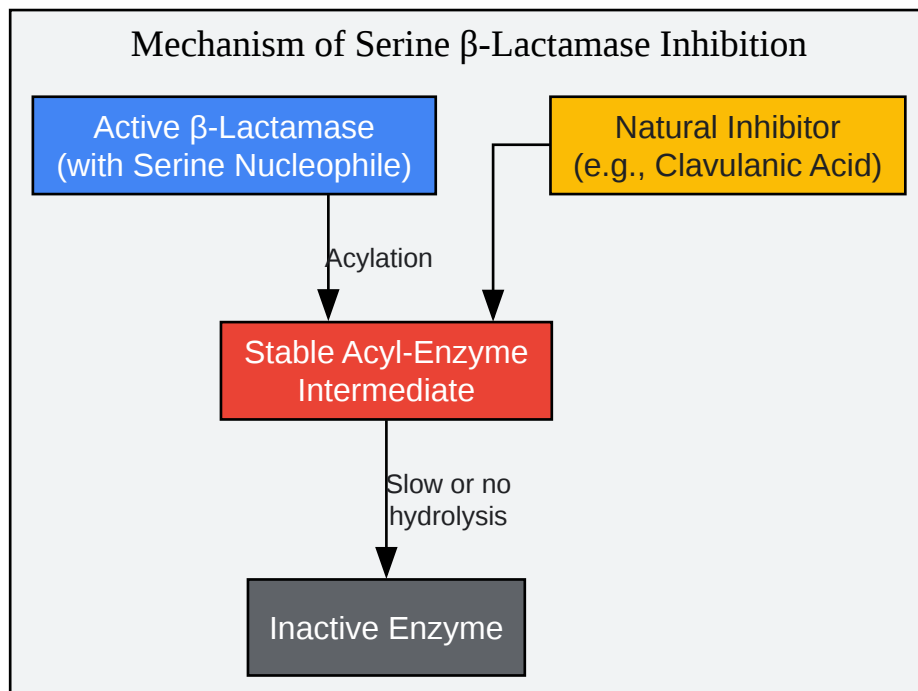 Mechanism of Serine β-Lactamase Inhibition
Active β-Lactamase
(with Serine Nucleophile)
Natural Inhibitor
(e.g., Clavulanic Acid)
Acylation
Stable Acyl-Enzyme
Intermediate
Slow or no
hydrolysis
Inactive Enzyme